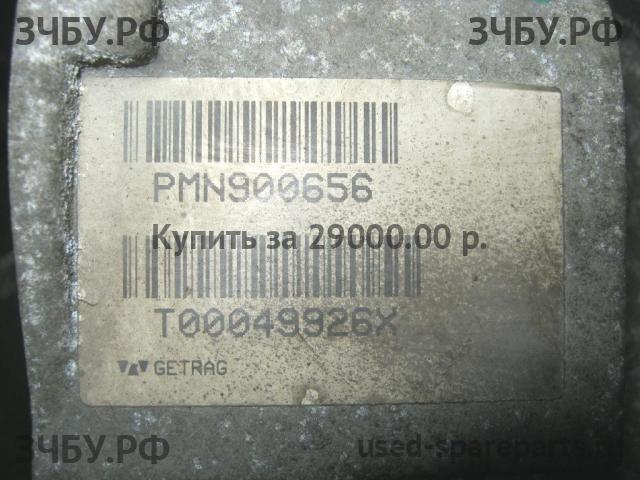 ЗЧБУ.РФ ЗЧБУ.РФ
PMN900656
Купить за 29000.00 р.
T00049926X
GETRAG
ЗЧБУ.РФ used-spareparts.ru